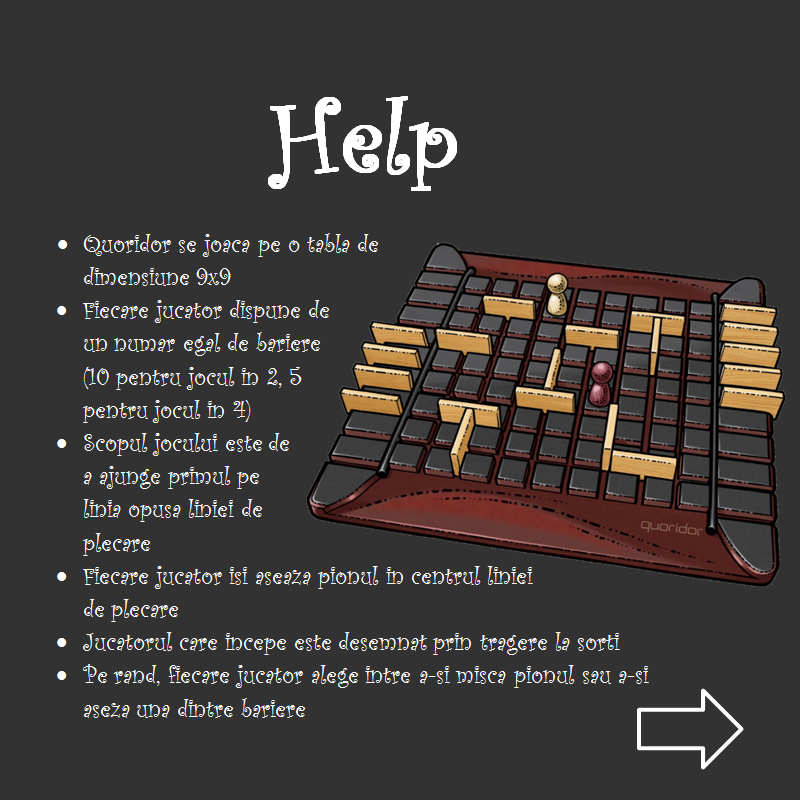 Help
• Quoridor se joaca pe o tabla de
dimensiune 9x9
• Fiecare jucator dispune de
un numar egal de bariere
(10 pentru jocul in 2, 5
pentru jocul in 4)
• Scopul jocului este de
a ajunge primul pe
linia opusa liniei de
plecare
• Fiecare jucator isi aseaza pionul in centrul liniei
de plecare
• Jucatorul care incepe este desemnat prin tragere la sorti
• Pe rand, fiecare jucator alege intre a-si misca pionul sau a-si
aseza una dintre bariere
quoridor